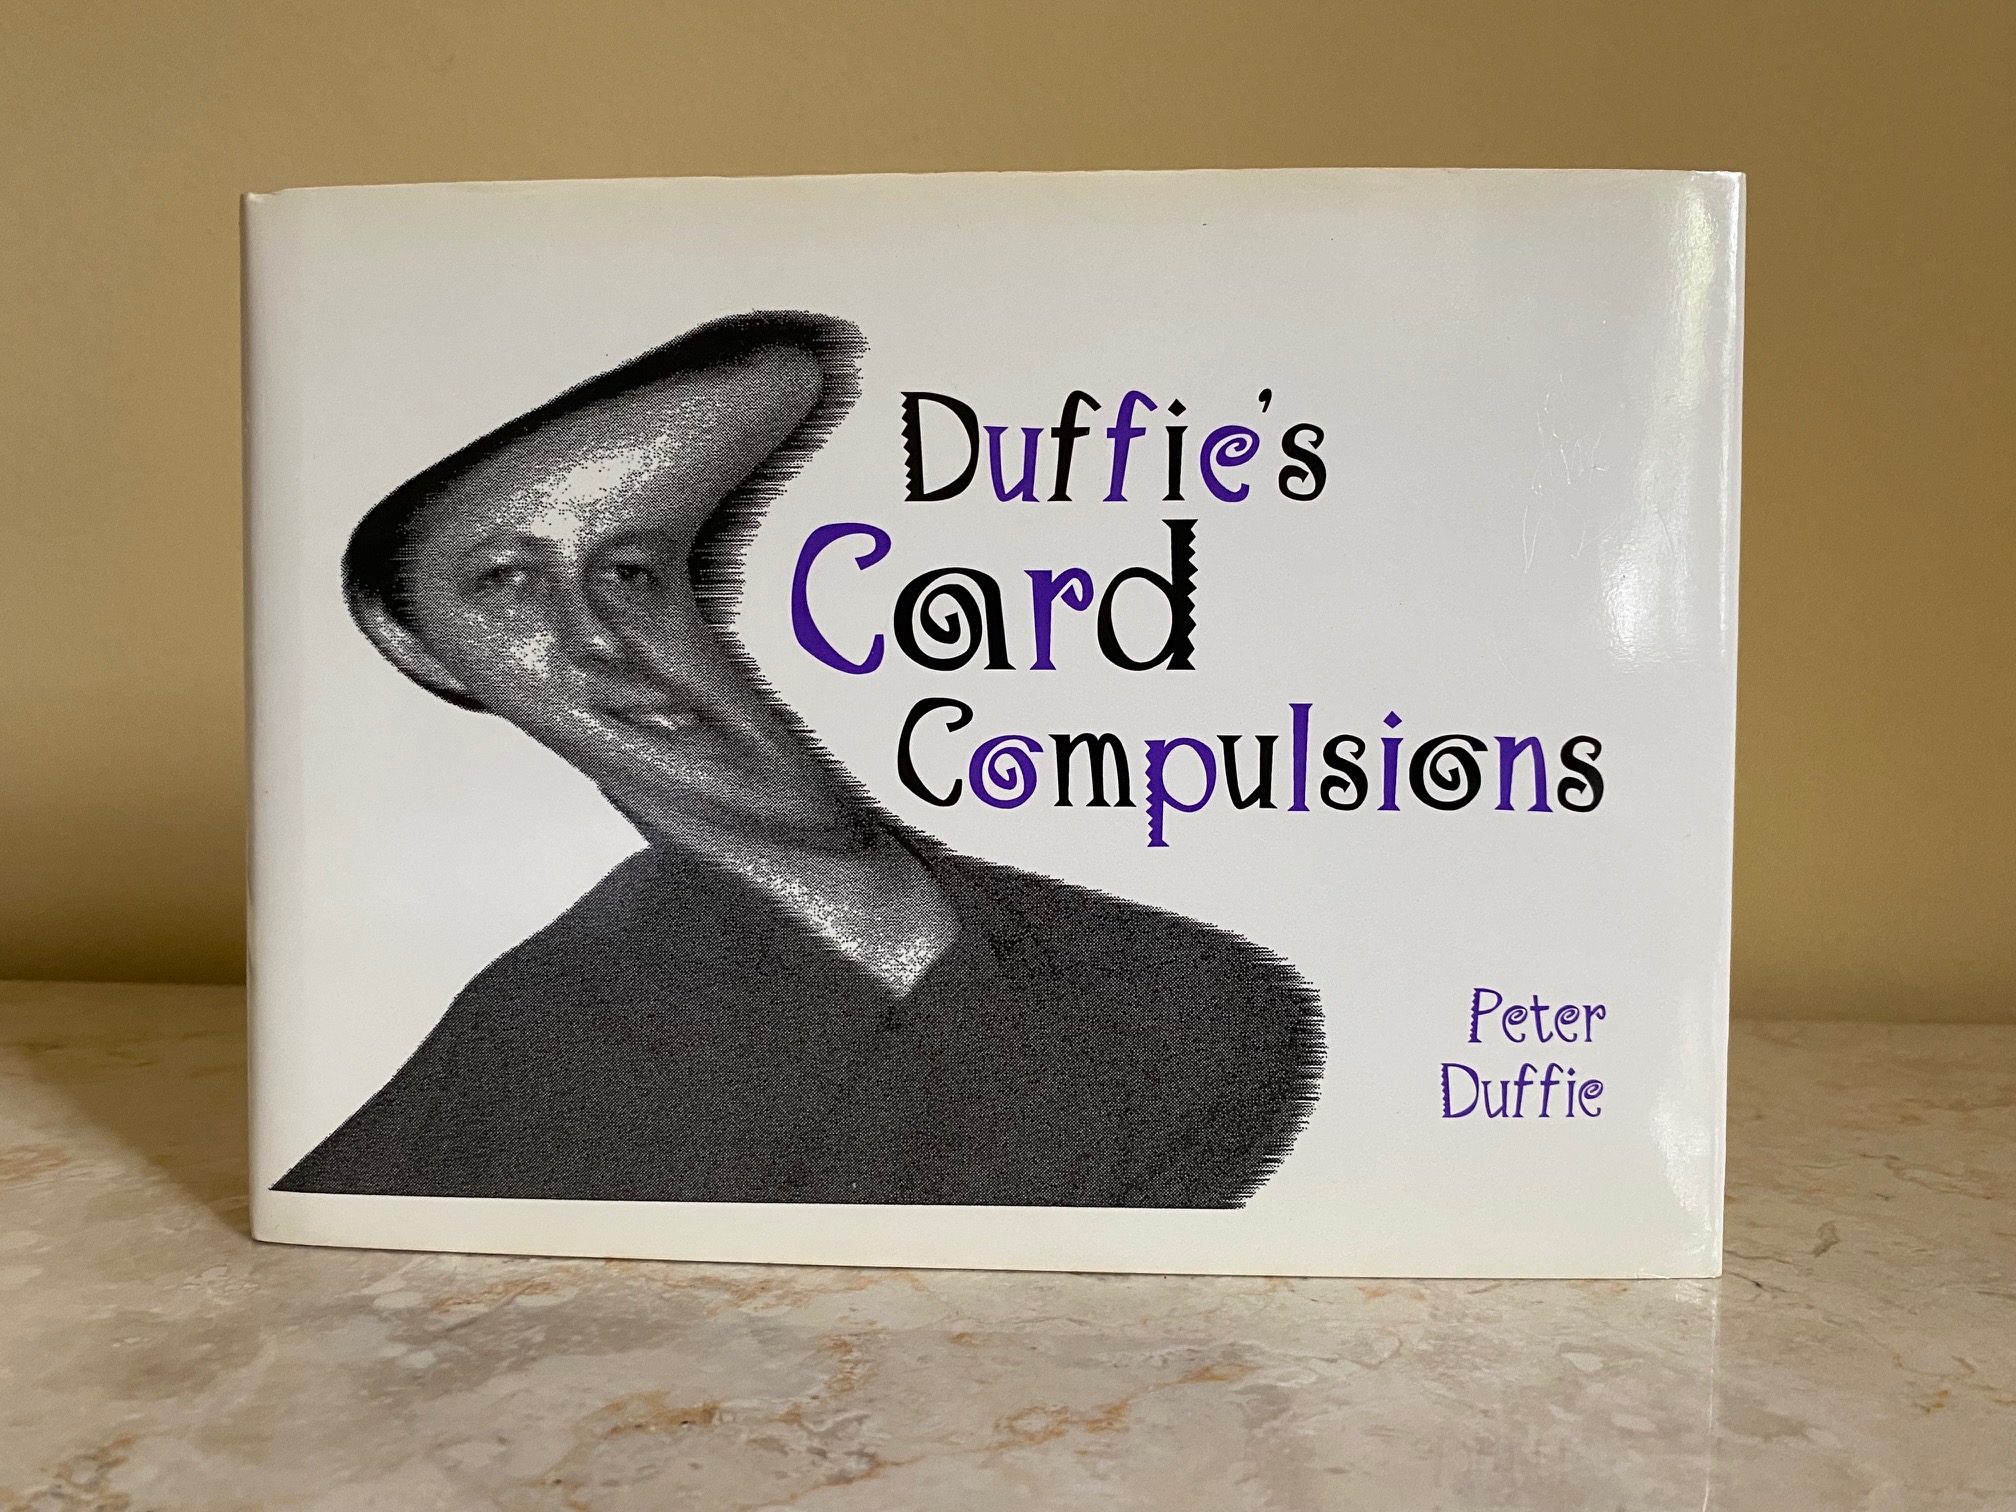 Duffie's
Card
Compulsions
Peter
Duffie